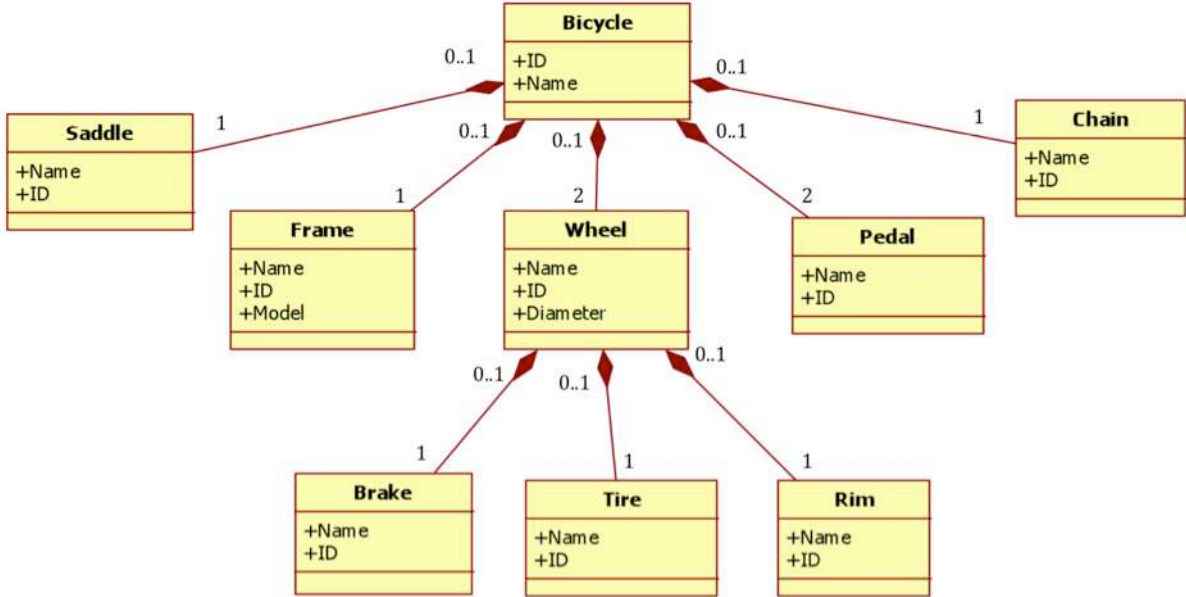 Bicycle
+ID
+Name
0..1
0..1
0..1
0..1
0..1
1
1
2
2
1
Saddle
+Name
+ID
Chain
+Name
+ID
Frame
+Name
+ID
+Model
Wheel
+Name
+ID
+Diameter
Pedal
+Name
+ID
0..1
0..1
0..1
1
1
1
Brake
+Name
+ID
Tire
+Name
+ID
Rim
+Name
+ID